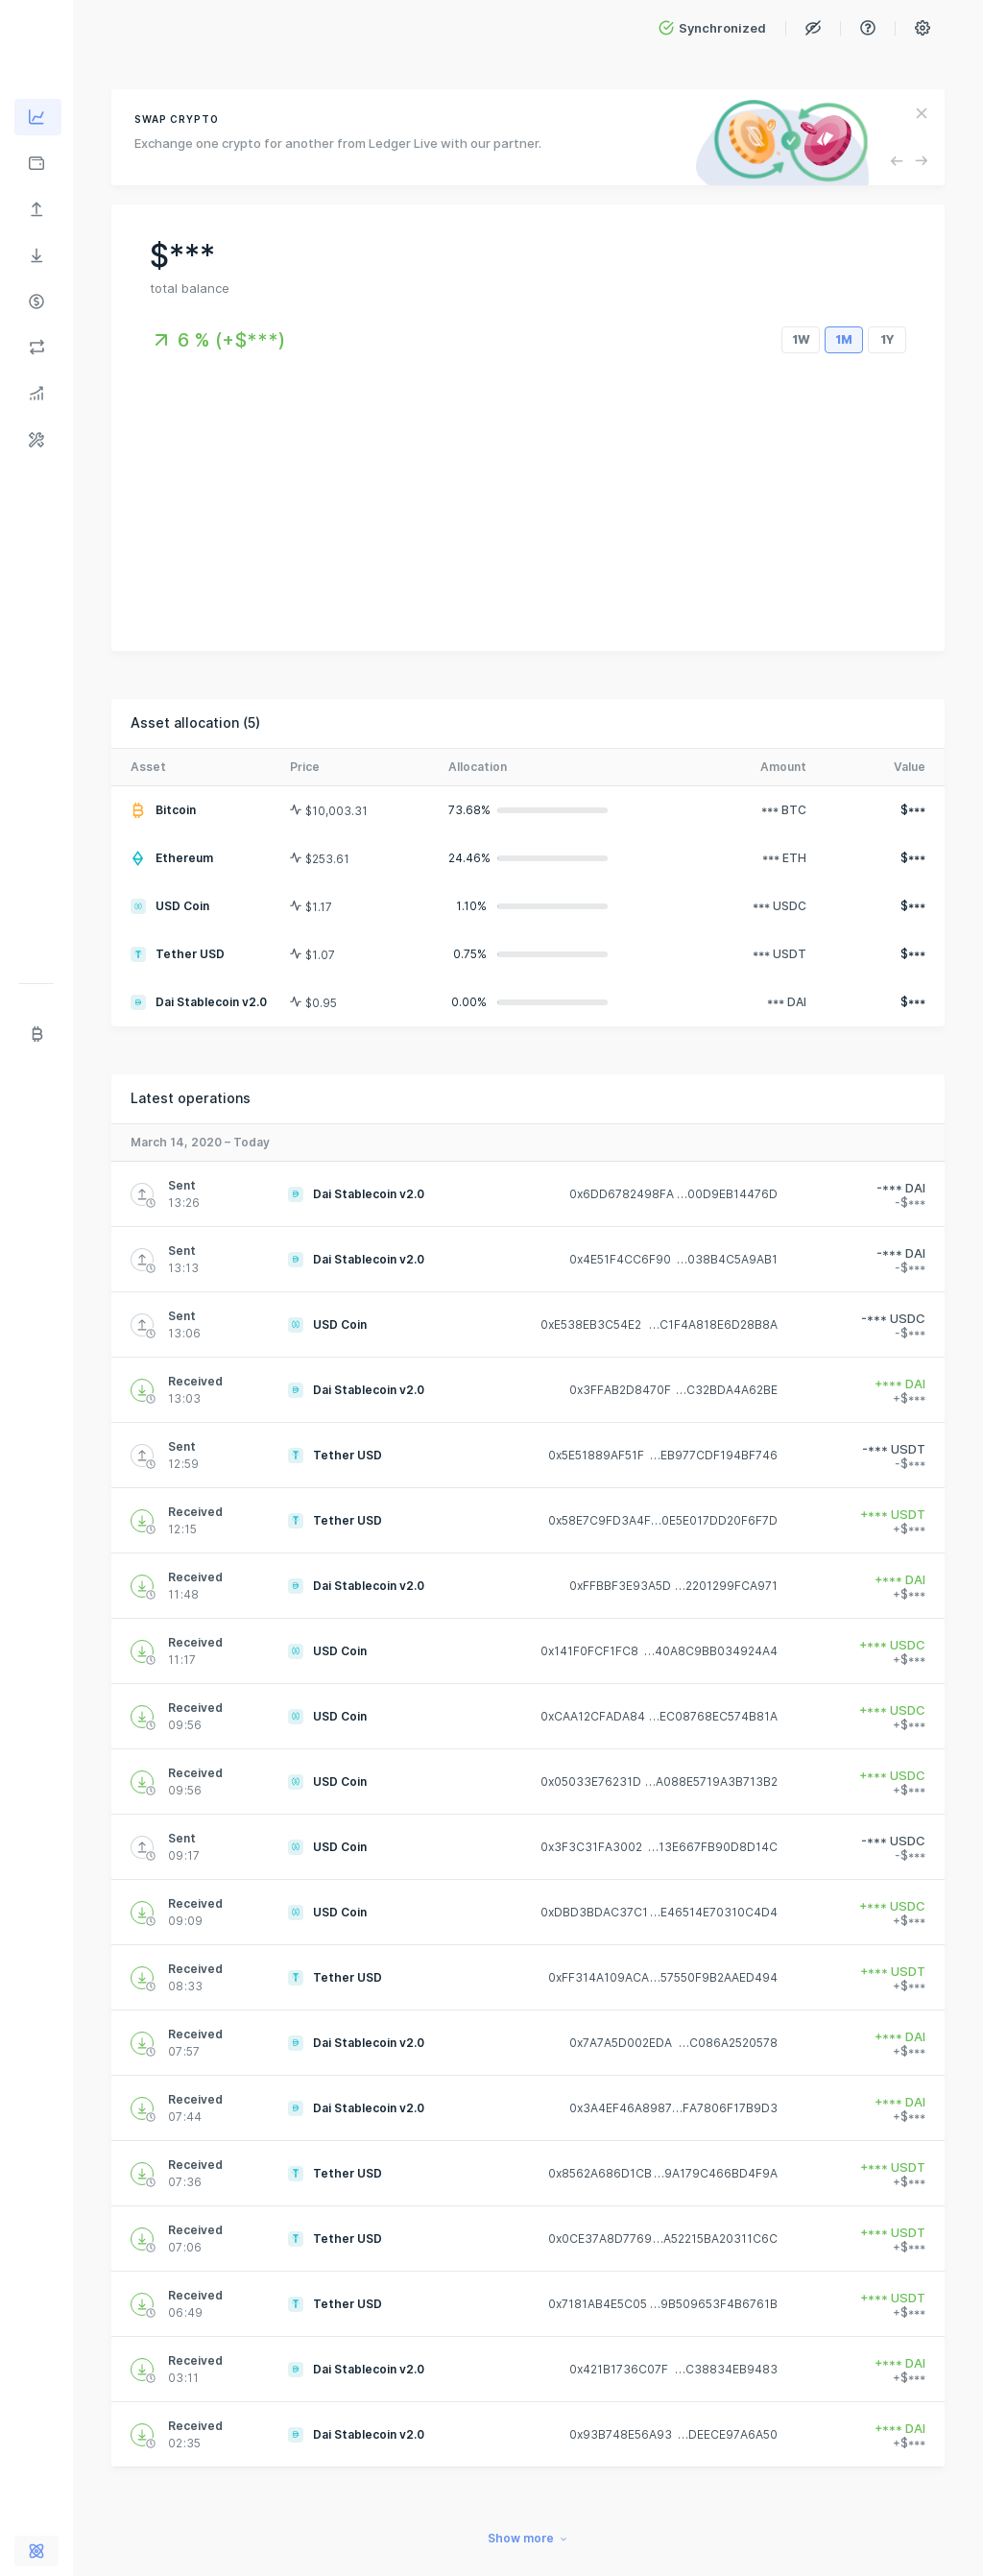 Synchronized
SWAP CRYPTO
Exchange one crypto for another from Ledger Live with our partner.
$***
total balance
6 % (+$***)
1W 1M 1Y
Asset allocation (5)
Asset Price Allocation Amount Value
Bitcoin $10,003.31 73.68% *** BTC $***
Ethereum $253.61 24.46% *** ETH $***
USD Coin $1.17 1.10% *** USDC $***
Tether USD $1.07 0.75% *** USDT $***
Dai Stablecoin v2.0 $0.95 0.00% *** DAI $***
Latest operations
March 14, 2020 – Today
Sent
13:26
Dai Stablecoin v2.0 0x6DD6782498FA ...00D9EB14476D
-*** DAI
-$***
Sent
13:13
Dai Stablecoin v2.0 0x4E51F4CC6F90 ...038B4C5A9AB1
-*** DAI
-$***
Sent
13:06
USD Coin 0xE538EB3C54E2 ...C1F4A818E6D28B8A
-*** USDC
-$***
Received
13:03
Dai Stablecoin v2.0 0x3FFAB2D8470F ...C32BDA4A62BE
+*** DAI
+$***
Sent
12:59
Tether USD 0x5E51889AF51F ...EB977CDF194BF746
-*** USDT
-$***
Received
12:15
Tether USD 0x58E7C9FD3A4F...0E5E017DD20F6F7D
+*** USDT
+$***
Received
11:48
Dai Stablecoin v2.0 0xFFBBF3E93A5D ...2201299FCA971
+*** DAI
+$***
Received
11:17
USD Coin 0x141F0FCF1FC8 ...40A8C9BB034924A4
+*** USDC
+$***
Received
09:56
USD Coin 0xCAA12CFADA84 ...EC08768EC574B81A
+*** USDC
+$***
Received
09:56
USD Coin 0x05033E76231D ...A088E5719A3B713B2
+*** USDC
+$***
Sent
09:17
USD Coin 0x3F3C31FA3002 ...13E667FB90D8D14C
-*** USDC
-$***
Received
09:09
USD Coin 0xDBD3BDAC37C1 ...E46514E70310C4D4
+*** USDC
+$***
Received
08:33
Tether USD 0xFF314A109ACA...57550F9B2AAED494
+*** USDT
+$***
Received
07:57
Dai Stablecoin v2.0 0x7A7A5D002EDA ...C086A2520578
+*** DAI
+$***
Received
07:44
Dai Stablecoin v2.0 0x3A4EF46A8987...FA7806F17B9D3
+*** DAI
+$***
Received
07:36
Tether USD 0x8562A686D1CB ...9A179C466BD4F9A
+*** USDT
+$***
Received
07:06
Tether USD 0x0CE37A8D7769...A52215BA20311C6C
+*** USDT
+$***
Received
06:49
Tether USD 0x7181AB4E5C05 ...9B509653F4B6761B
+*** USDT
+$***
Received
03:11
Dai Stablecoin v2.0 0x421B1736C07F ...C38834EB9483
+*** DAI
+$***
Received
02:35
Dai Stablecoin v2.0 0x93B748E56A93 ...DEECE97A6A50
+*** DAI
+$***
Show more